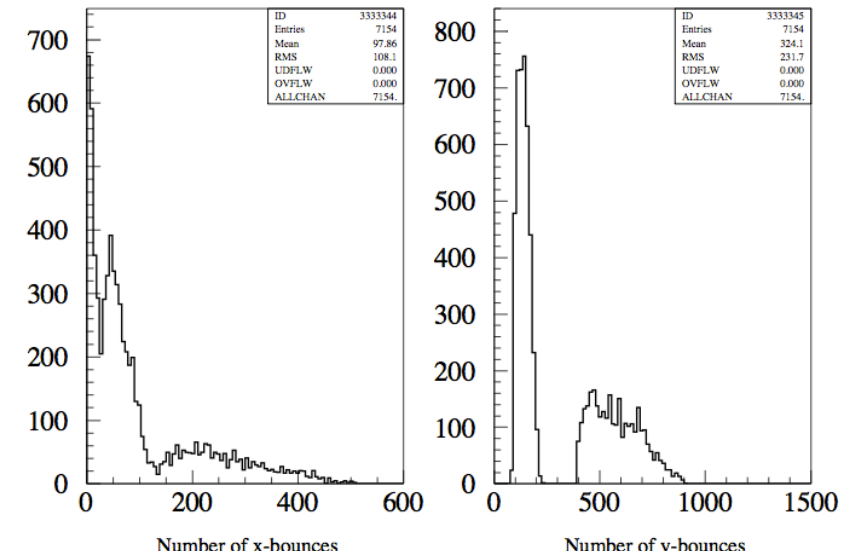 ID 3333344
Entries 7154
Mean 97.86
RMS 108.1
UDFLW 0.000
OVFLW 0.000
ALLCHAN 7154.
700
600
500
400
300
200
100
0
0 200 400 600
Number of x-bounces
ID 3333345
Entries 7154
Mean 324.1
RMS 231.7
UDFLW 0.000
OVFLW 0.000
ALLCHAN 7154.
800
700
600
500
400
300
200
100
0
0 500 1000 1500
Number of y-bounces